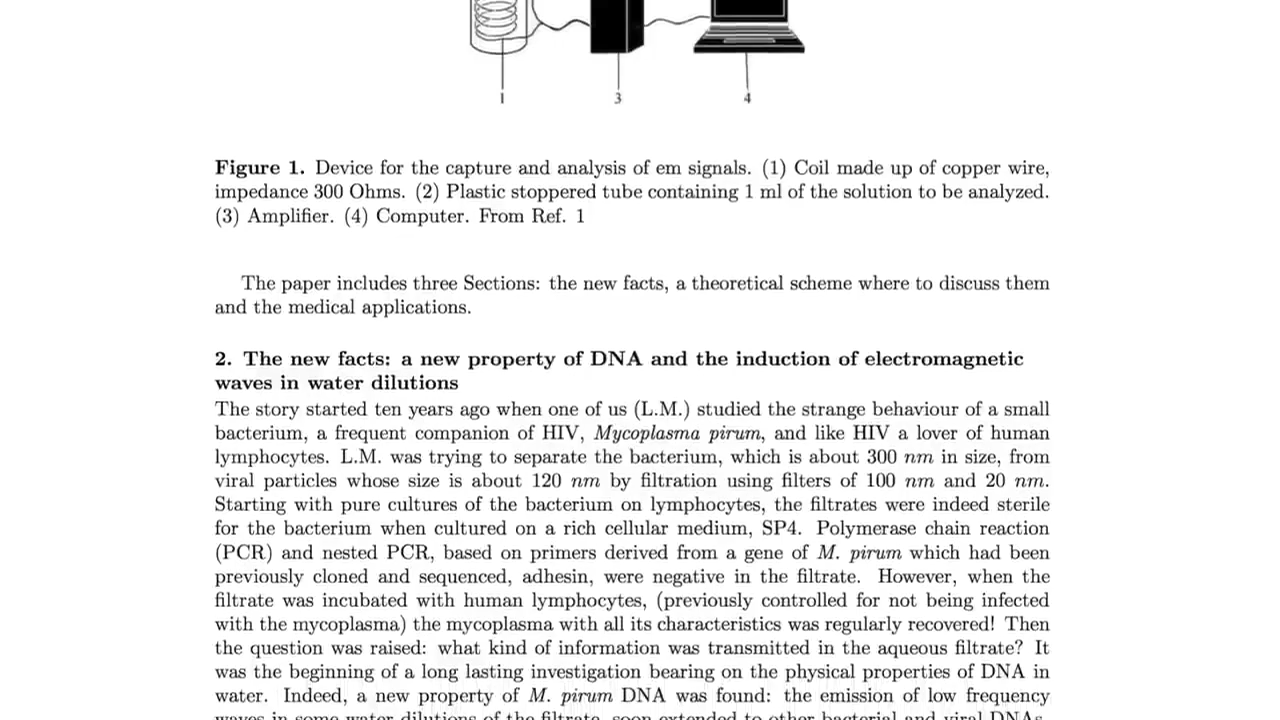 1
3
4
Figure 1. Device for the capture and analysis of em signals. (1) Coil made up of copper wire,
impedance 300 Ohms. (2) Plastic stoppered tube containing 1 ml of the solution to be analyzed.
(3) Amplifier. (4) Computer. From Ref. 1
The paper includes three Sections: the new facts, a theoretical scheme where to discuss them
and the medical applications.
2. The new facts: a new property of DNA and the induction of electromagnetic
waves in water dilutions
The story started ten years ago when one of us (L.M.) studied the strange behaviour of a small
bacterium, a frequent companion of HIV, Mycoplasma pirum, and like HIV a lover of human
lymphocytes. L.M. was trying to separate the bacterium, which is about 300 nm in size, from
viral particles whose size is about 120 nm by filtration using filters of 100 nm and 20 nm.
Starting with pure cultures of the bacterium on lymphocytes, the filtrates were indeed sterile
for the bacterium when cultured on a rich cellular medium, SP4. Polymerase chain reaction
(PCR) and nested PCR, based on primers derived from a gene of M. pirum which had been
previously cloned and sequenced, adhesin, were negative in the filtrate. However, when the
filtrate was incubated with human lymphocytes, (previously controlled for not being infected
with the mycoplasma) the mycoplasma with all its characteristics was regularly recovered! Then
the question was raised: what kind of information was transmitted in the aqueous filtrate? It
was the beginning of a long lasting investigation bearing on the physical properties of DNA in
water. Indeed, a new property of M. pirum DNA was found: the emission of low frequency
waves in some water dilutions of the filtrate, soon extended to other bacterial and viral DNAs.